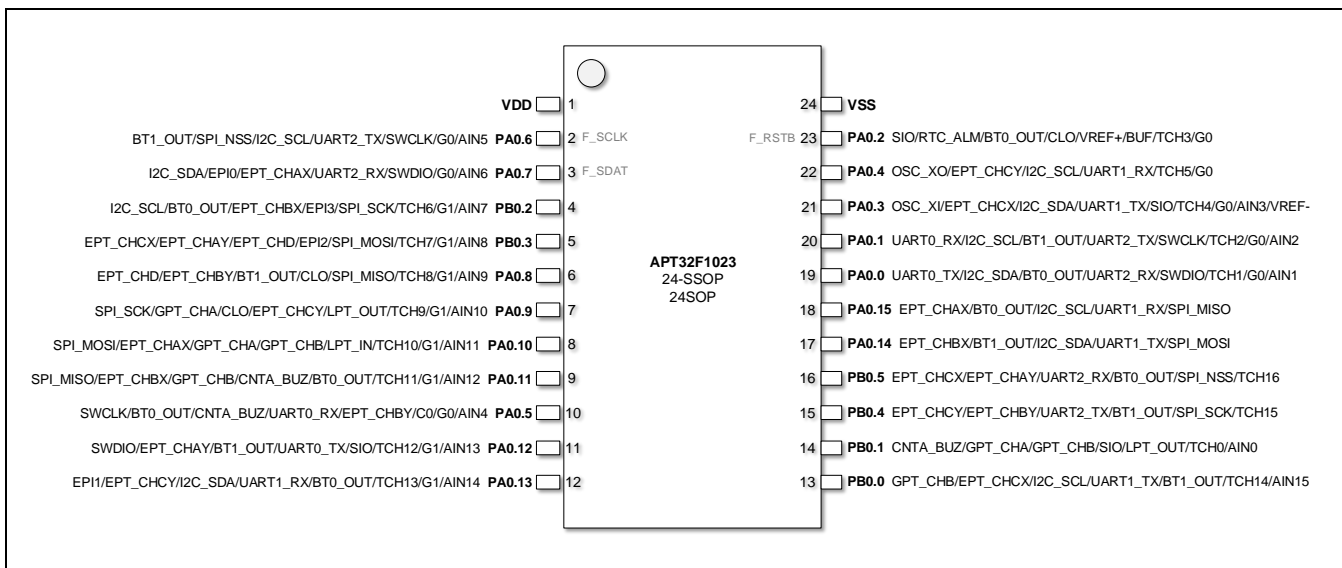 VDD 1 24 VSS
BT1_OUT/SPI_NSS/I2C_SCL/UART2_TX/SWCLK/G0/AIN5 PA0.6 2 F_SCLK F_RSTB 23 PA0.2 SIO/RTC_ALM/BT0_OUT/CLO/VREF+/BUF/TCH3/G0
I2C_SDA/EPI0/EPT_CHAX/UART2_RX/SWDIO/G0/AIN6 PA0.7 3 F_SDAT 22 PA0.4 OSC_XO/EPT_CHCY/I2C_SCL/UART1_RX/TCH5/G0
I2C_SCL/BT0_OUT/EPT_CHBX/EPI3/SPI_SCK/TCH6/G1/AIN7 PB0.2 4 21 PA0.3 OSC_XI/EPT_CHCX/I2C_SDA/UART1_TX/SIO/TCH4/G0/AIN3/VREF-
EPT_CHCX/EPT_CHAY/EPT_CHD/EPI2/SPI_MOSI/TCH7/G1/AIN8 PB0.3 5 20 PA0.1 UART0_RX/I2C_SCL/BT1_OUT/UART2_TX/SWCLK/TCH2/G0/AIN2
APT32F1023
24-SSOP
24SOP
EPT_CHD/EPT_CHBY/BT1_OUT/CLO/SPI_MISO/TCH8/G1/AIN9 PA0.8 6 19 PA0.0 UART0_TX/I2C_SDA/BT0_OUT/UART2_RX/SWDIO/TCH1/G0/AIN1
SPI_SCK/GPT_CHA/CLO/EPT_CHCY/LPT_OUT/TCH9/G1/AIN10 PA0.9 7 18 PA0.15 EPT_CHAX/BT0_OUT/I2C_SCL/UART1_RX/SPI_MISO
SPI_MOSI/EPT_CHAX/GPT_CHA/GPT_CHB/LPT_IN/TCH10/G1/AIN11 PA0.10 8 17 PA0.14 EPT_CHBX/BT1_OUT/I2C_SDA/UART1_TX/SPI_MOSI
SPI_MISO/EPT_CHBX/GPT_CHB/CNTA_BUZ/BT0_OUT/TCH11/G1/AIN12 PA0.11 9 16 PB0.5 EPT_CHCX/EPT_CHAY/UART2_RX/BT0_OUT/SPI_NSS/TCH16
SWCLK/BT0_OUT/CNTA_BUZ/UART0_RX/EPT_CHBY/C0/G0/AIN4 PA0.5 10 15 PB0.4 EPT_CHCY/EPT_CHBY/UART2_TX/BT1_OUT/SPI_SCK/TCH15
SWDIO/EPT_CHAY/BT1_OUT/UART0_TX/SIO/TCH12/G1/AIN13 PA0.12 11 14 PB0.1 CNTA_BUZ/GPT_CHA/GPT_CHB/SIO/LPT_OUT/TCH0/AIN0
EPI1/EPT_CHCY/I2C_SDA/UART1_RX/BT0_OUT/TCH13/G1/AIN14 PA0.13 12 13 PB0.0 GPT_CHB/EPT_CHCX/I2C_SCL/UART1_TX/BT1_OUT/TCH14/AIN15